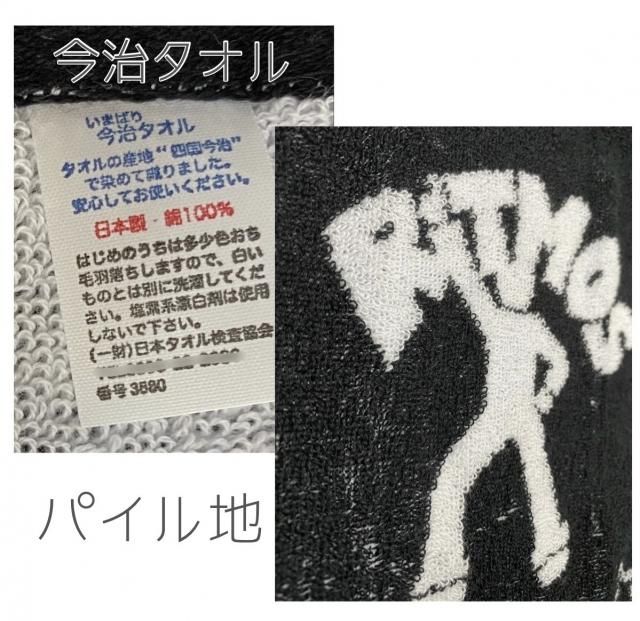 今治タオル
いまばり
今治タオル
タオルの産地“四国今治”
で染めて織りました。
安心してお使いください。
日本製・綿100%
はじめのうちは多少色おち
毛羽落ちしますので、白い
ものとは別に洗濯してくだ
さい。塩素系漂白剤は使用
しないで下さい。
(一財)日本タオル検査協会
番号3580
RITMOS
パイル地